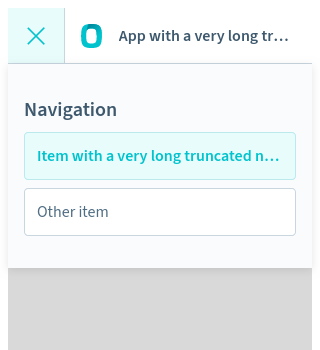 App with a very long tr…
Navigation
Item with a very long truncated n…
Other item